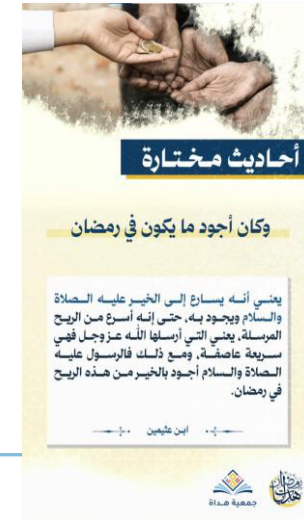 أحاديث مختارة
وكان أجود ما يكون في رمضان
يعني أنه يسارع إلى الخير عليه الصلاة
والسلام ويجود به، حتى إنه أسرع من الريح
المرسلة، يعني التي أرسلها الله عز وجل فهي
سريعة عاصفة، ومع ذلك فالرسول عليه
الصلاة والسلام أجود بالخير من هذه الريح
في رمضان.
ابن عثيمين
جمعية هداة